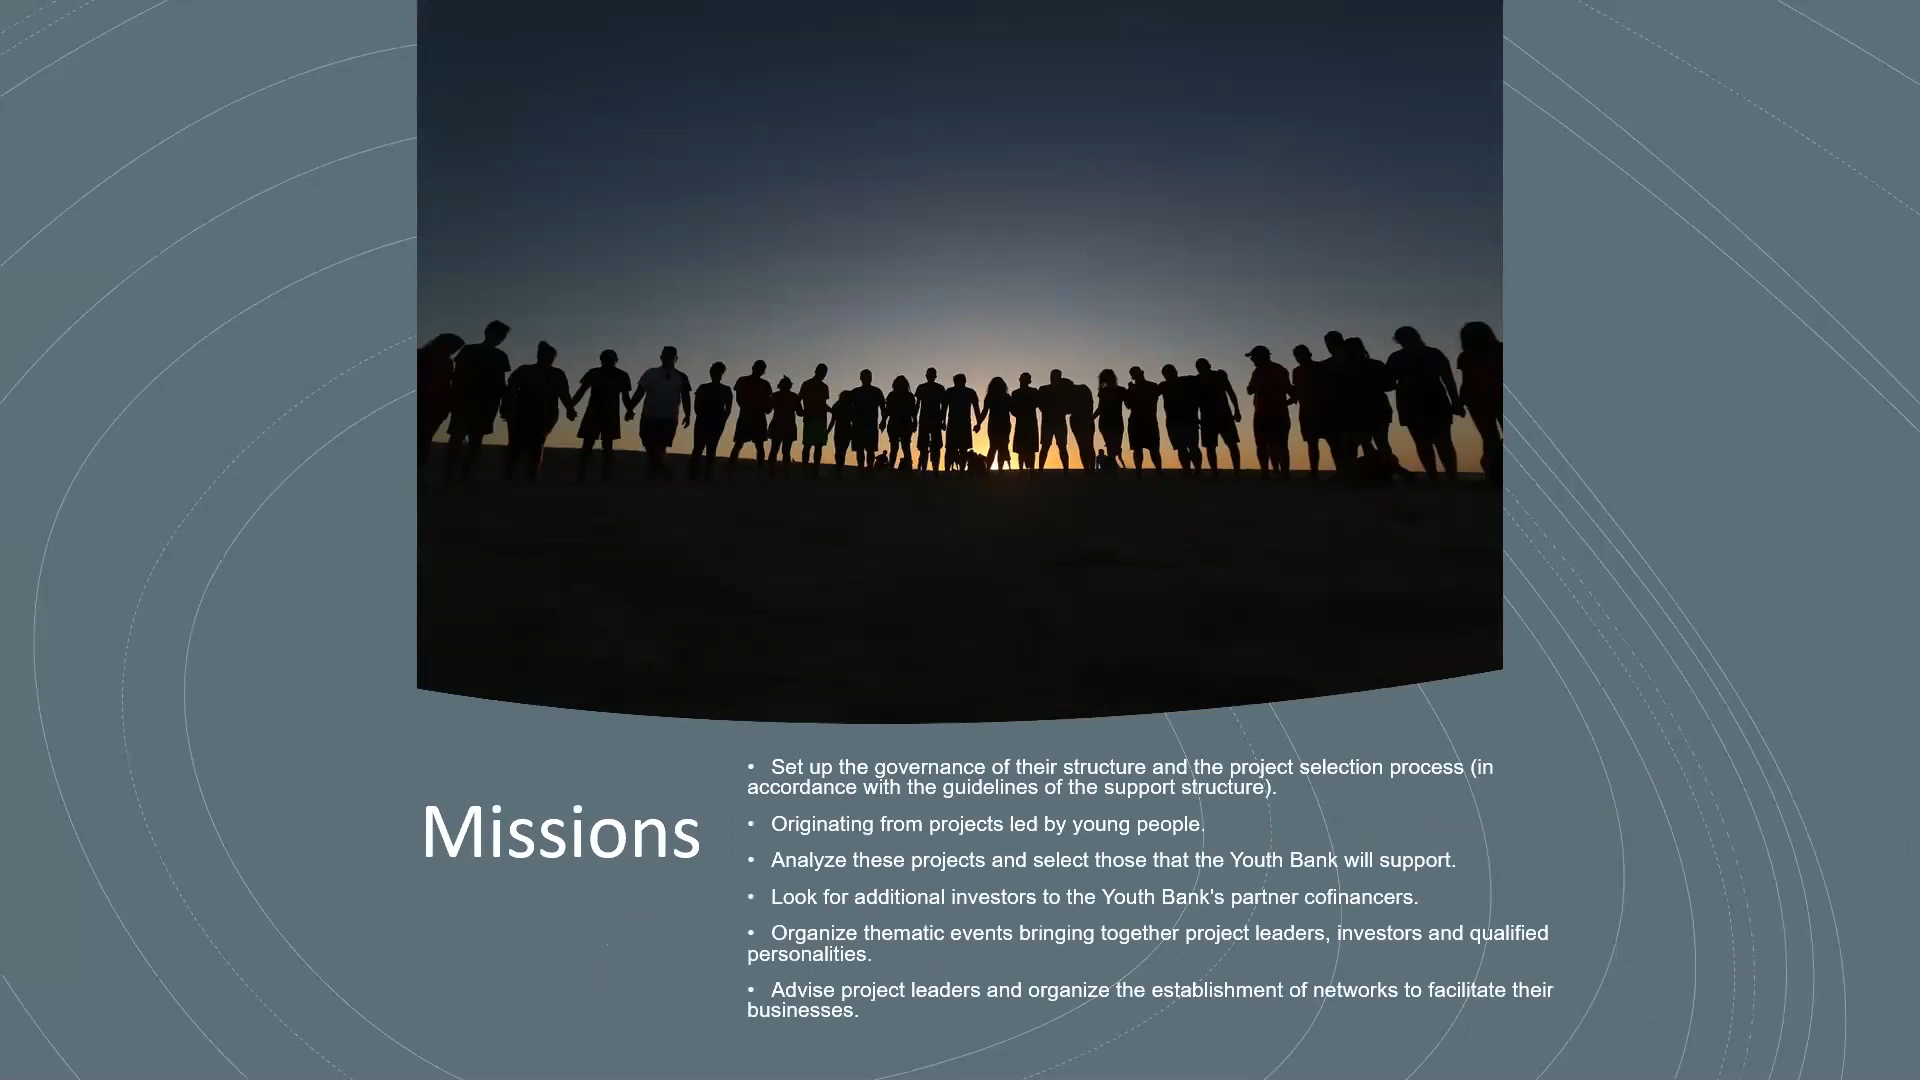 Missions
• Set up the governance of their structure and the project selection process (in
accordance with the guidelines of the support structure).
• Originating from projects led by young people.
• Analyze these projects and select those that the Youth Bank will support.
• Look for additional investors to the Youth Bank's partner cofinancers.
• Organize thematic events bringing together project leaders, investors and qualified
personalities.
• Advise project leaders and organize the establishment of networks to facilitate their
businesses.